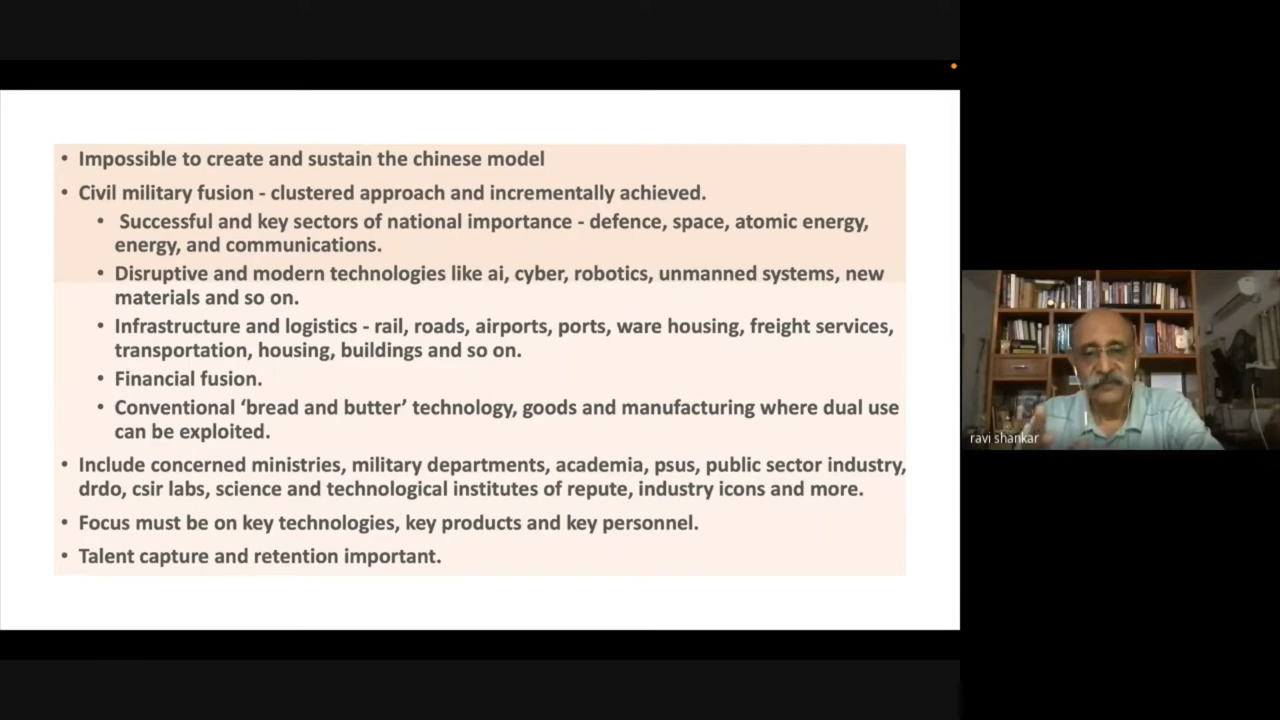 • Impossible to create and sustain the chinese model
• Civil military fusion - clustered approach and incrementally achieved.
• Successful and key sectors of national importance - defence, space, atomic energy,
energy, and communications.
• Disruptive and modern technologies like ai, cyber, robotics, unmanned systems, new
materials and so on.
• Infrastructure and logistics - rail, roads, airports, ports, ware housing, freight services,
transportation, housing, buildings and so on.
• Financial fusion.
• Conventional ‘bread and butter’ technology, goods and manufacturing where dual use
can be exploited.
• Include concerned ministries, military departments, academia, psus, public sector industry,
drdo, csir labs, science and technological institutes of repute, industry icons and more.
• Focus must be on key technologies, key products and key personnel.
• Talent capture and retention important.
ravi shankar